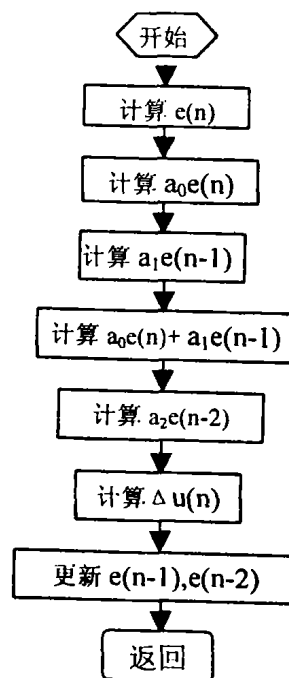 开始
计算 e(n)
计算 a₀e(n)
计算 a₁e(n-1)
计算 a₀e(n)+ a₁e(n-1)
计算 a₂e(n-2)
计算 Δ u(n)
更新 e(n-1),e(n-2)
返回